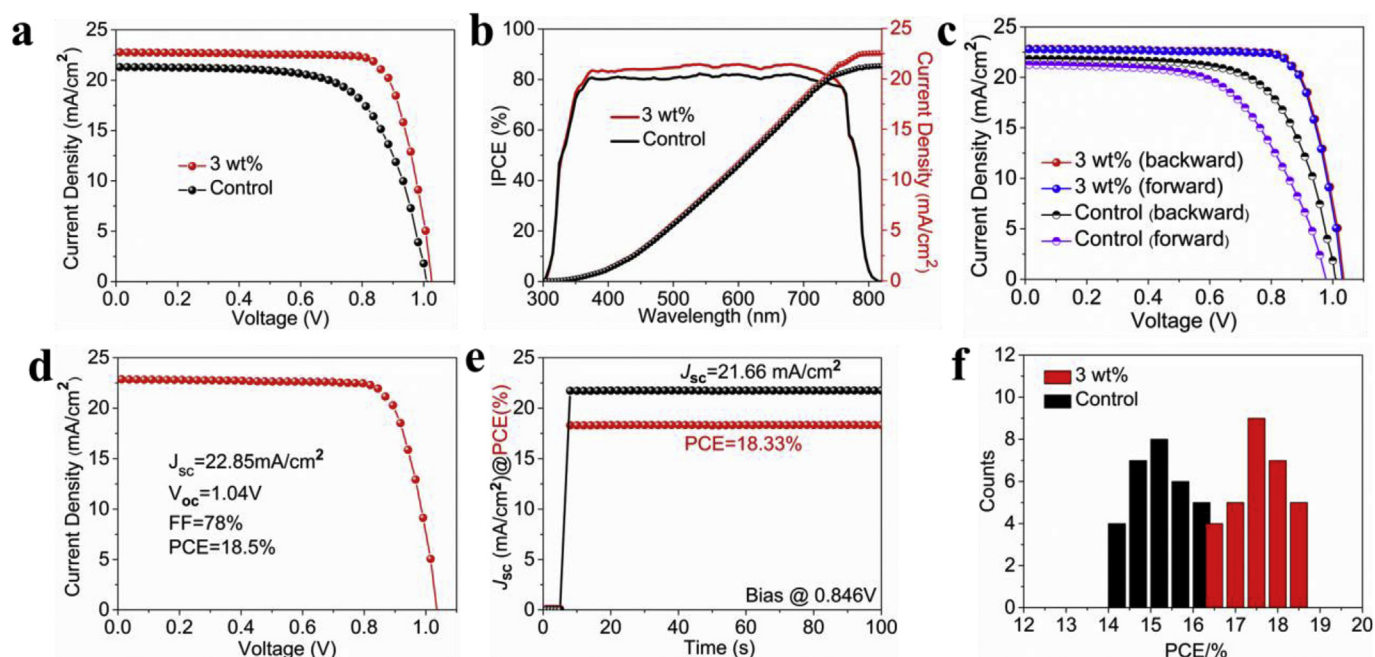 a
25
20
15
10
5
0
Current Density (mA/cm²)
3 wt%
Control
0.0 0.2 0.4 0.6 0.8 1.0
Voltage (V)
b
100
80
60
40
20
0
IPCE (%)
3 wt%
Control
25
20
15
10
5
0
Current Density (mA/cm²)
300 400 500 600 700 800
Wavelength (nm)
c
25
20
15
10
5
0
Current Density (mA/cm²)
3 wt% (backward)
3 wt% (forward)
Control (backward)
Control (forward)
0.0 0.2 0.4 0.6 0.8 1.0
Voltage (V)
d
25
20
15
10
5
0
Current Density (mA/cm²)
Jsc=22.85mA/cm²
Voc=1.04V
FF=78%
PCE=18.5%
0.0 0.2 0.4 0.6 0.8 1.0
Voltage (V)
e
25
20
15
10
5
0
Jsc (mA/cm²)@PCE(%)
Jsc=21.66 mA/cm²
PCE=18.33%
Bias @ 0.846V
0 20 40 60 80 100
Time (s)
f
12
10
8
6
4
2
0
Counts
3 wt%
Control
12 13 14 15 16 17 18 19 20
PCE/%